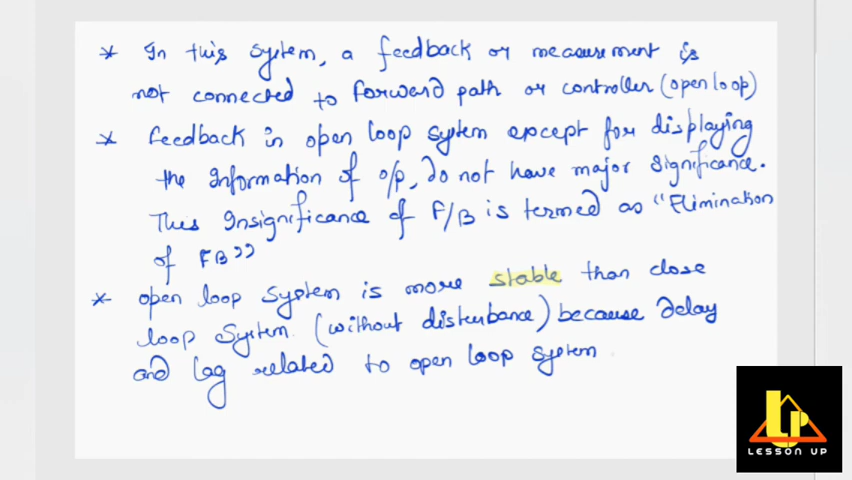 * In this system, a feedback or measurement is
not connected to forward path or controller (open loop)
* feedback in open loop system except for displaying
the information of o/p, do not have major significance.
This Insignificance of F/B is termed as "Elimination
of FB"
* open loop system is more stable than close
loop system (without disturbance) because delay
and lag related to open loop system
LUP
LESSON UP